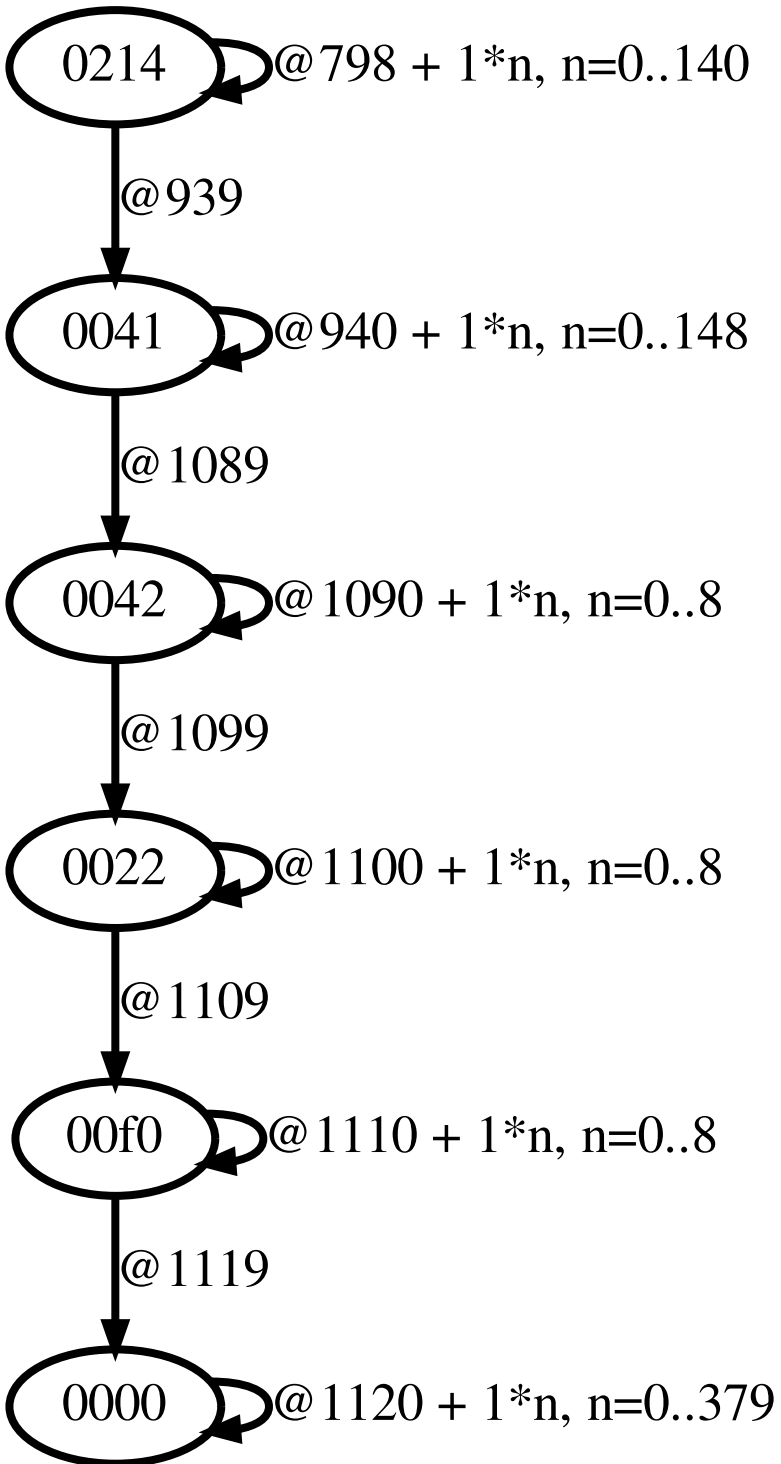 0214 @798 + 1*n, n=0..140
@939
0041 @940 + 1*n, n=0..148
@1089
0042 @1090 + 1*n, n=0..8
@1099
0022 @1100 + 1*n, n=0..8
@1109
00f0 @1110 + 1*n, n=0..8
@1119
0000 @1120 + 1*n, n=0..379